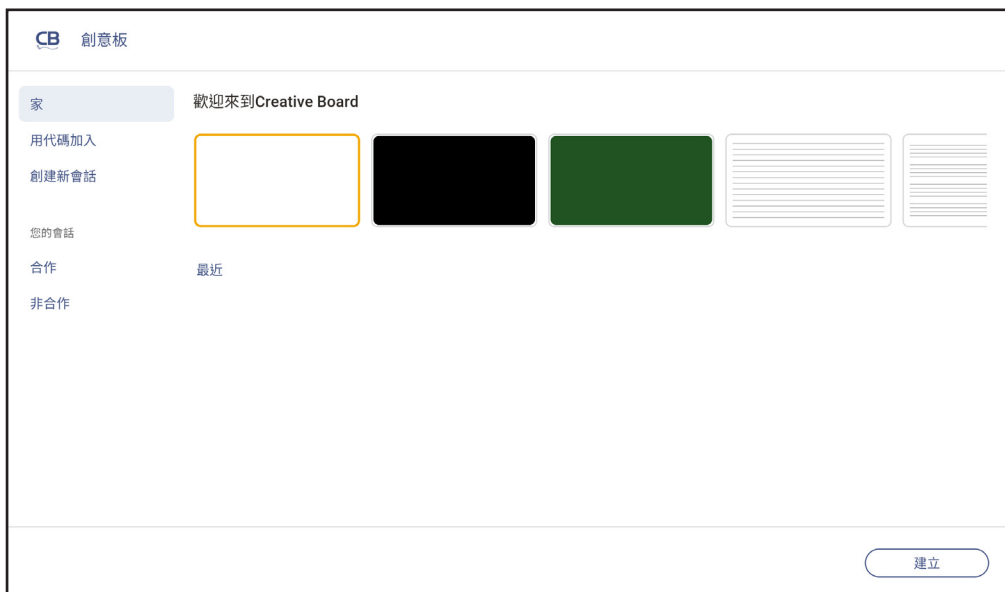 CB 創意板
家
用代碼加入
創建新會話
您的會話
合作
非合作
歡迎來到Creative Board
最近
建立